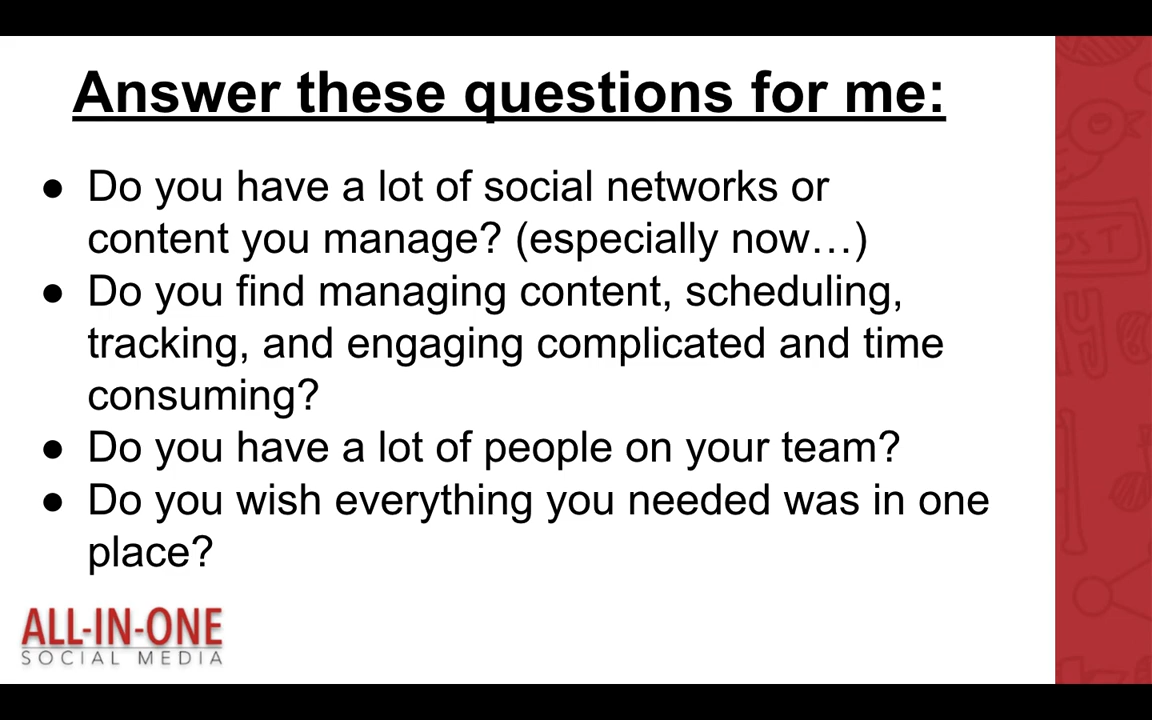 Answer these questions for me:
● Do you have a lot of social networks or
content you manage? (especially now…)
● Do you find managing content, scheduling,
tracking, and engaging complicated and time
consuming?
● Do you have a lot of people on your team?
● Do you wish everything you needed was in one
place?
ALL-IN-ONE
SOCIAL MEDIA